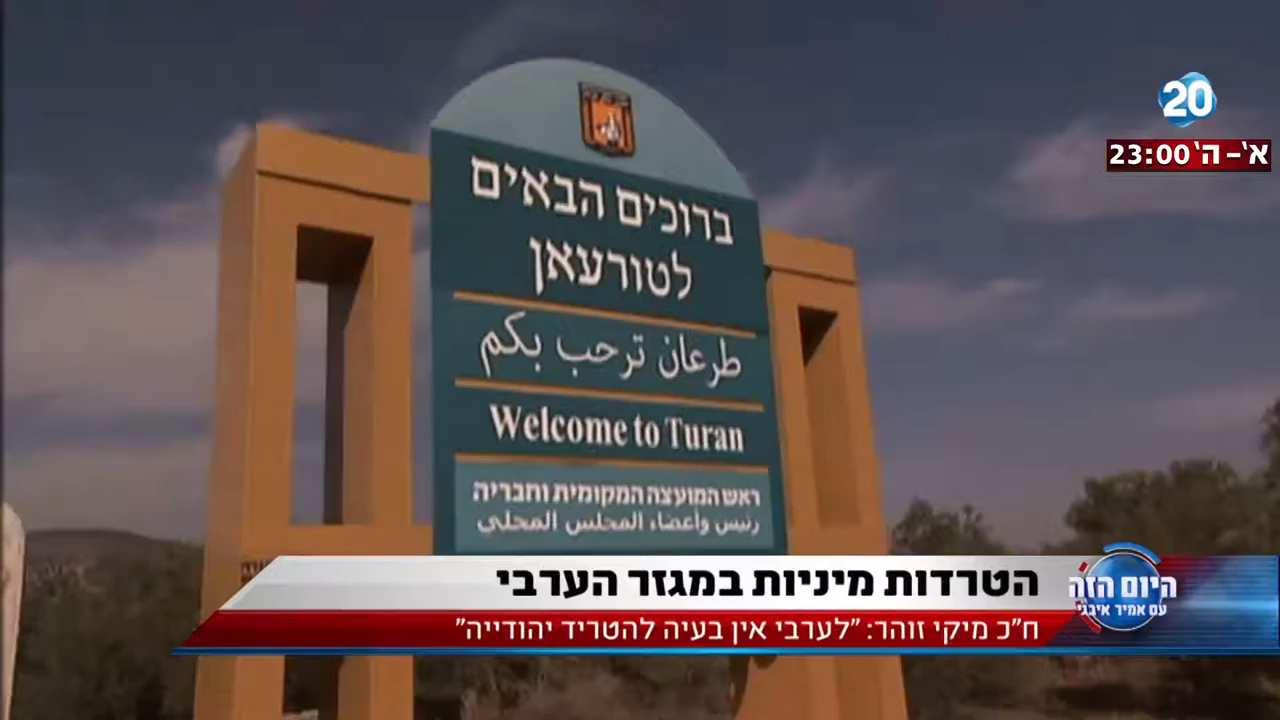 20
א'-ה' 23:00
ברוכים הבאים
לטורעאן
طرعان ترحب بكم
Welcome to Turan
ראש המועצה המקומית וחבריה
رئيس وأعضاء المجلس المحلي
הטרדות מיניות במגזר הערבי
ח"כ מיקי זוהר: "לערבי אין בעיה להטריד יהודייה"
היום הזה
עם אמיר איבגי